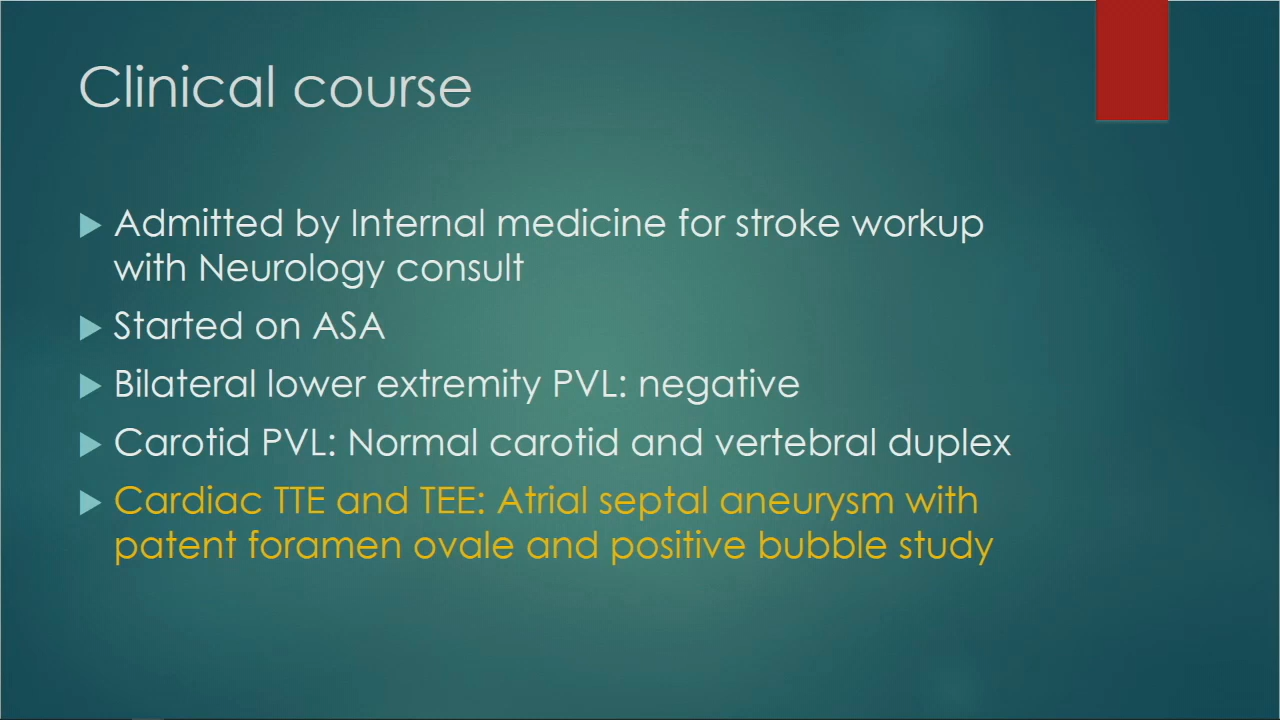 Clinical course
Admitted by Internal medicine for stroke workup
with Neurology consult
Started on ASA
Bilateral lower extremity PVL: negative
Carotid PVL: Normal carotid and vertebral duplex
Cardiac TTE and TEE: Atrial septal aneurysm with
patent foramen ovale and positive bubble study